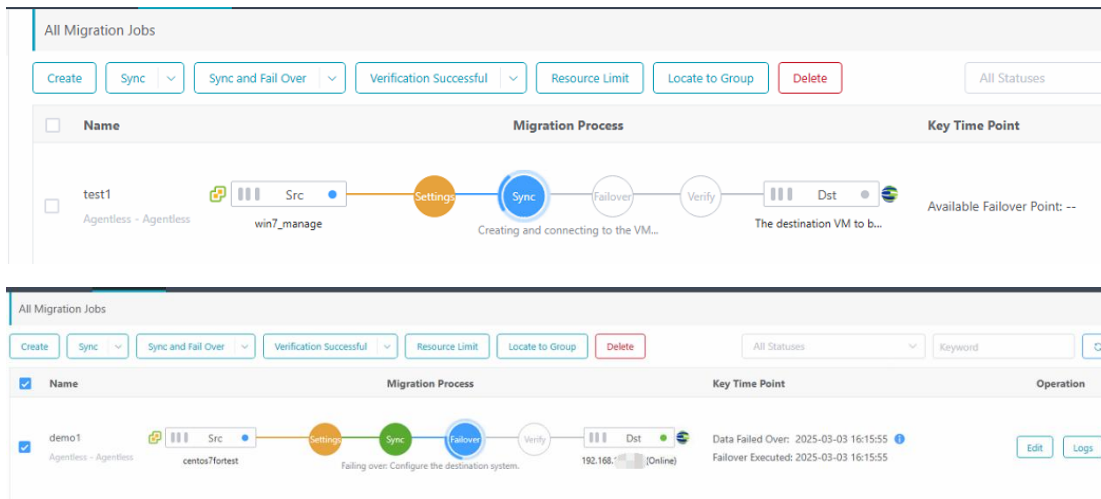 All Migration Jobs
Create Sync Sync and Fail Over Verification Successful Resource Limit Locate to Group Delete All Statuses
Name Migration Process Key Time Point
test1 Src Settings Sync Failover Verify Dst
Agentless - Agentless win7_manage Creating and connecting to the VM... The destination VM to b... Available Failover Point: --
All Migration Jobs
Create Sync Sync and Fail Over Verification Successful Resource Limit Locate to Group Delete All Statuses Keyword
Name Migration Process Key Time Point Operation
demo1 Src Settings Sync Failover Verify Dst Data Failed Over: 2025-03-03 16:15:55 Edit Logs
Agentless - Agentless centos7fortest Failing over: Configure the destination system. 192.168. (Online) Failover Executed: 2025-03-03 16:15:55